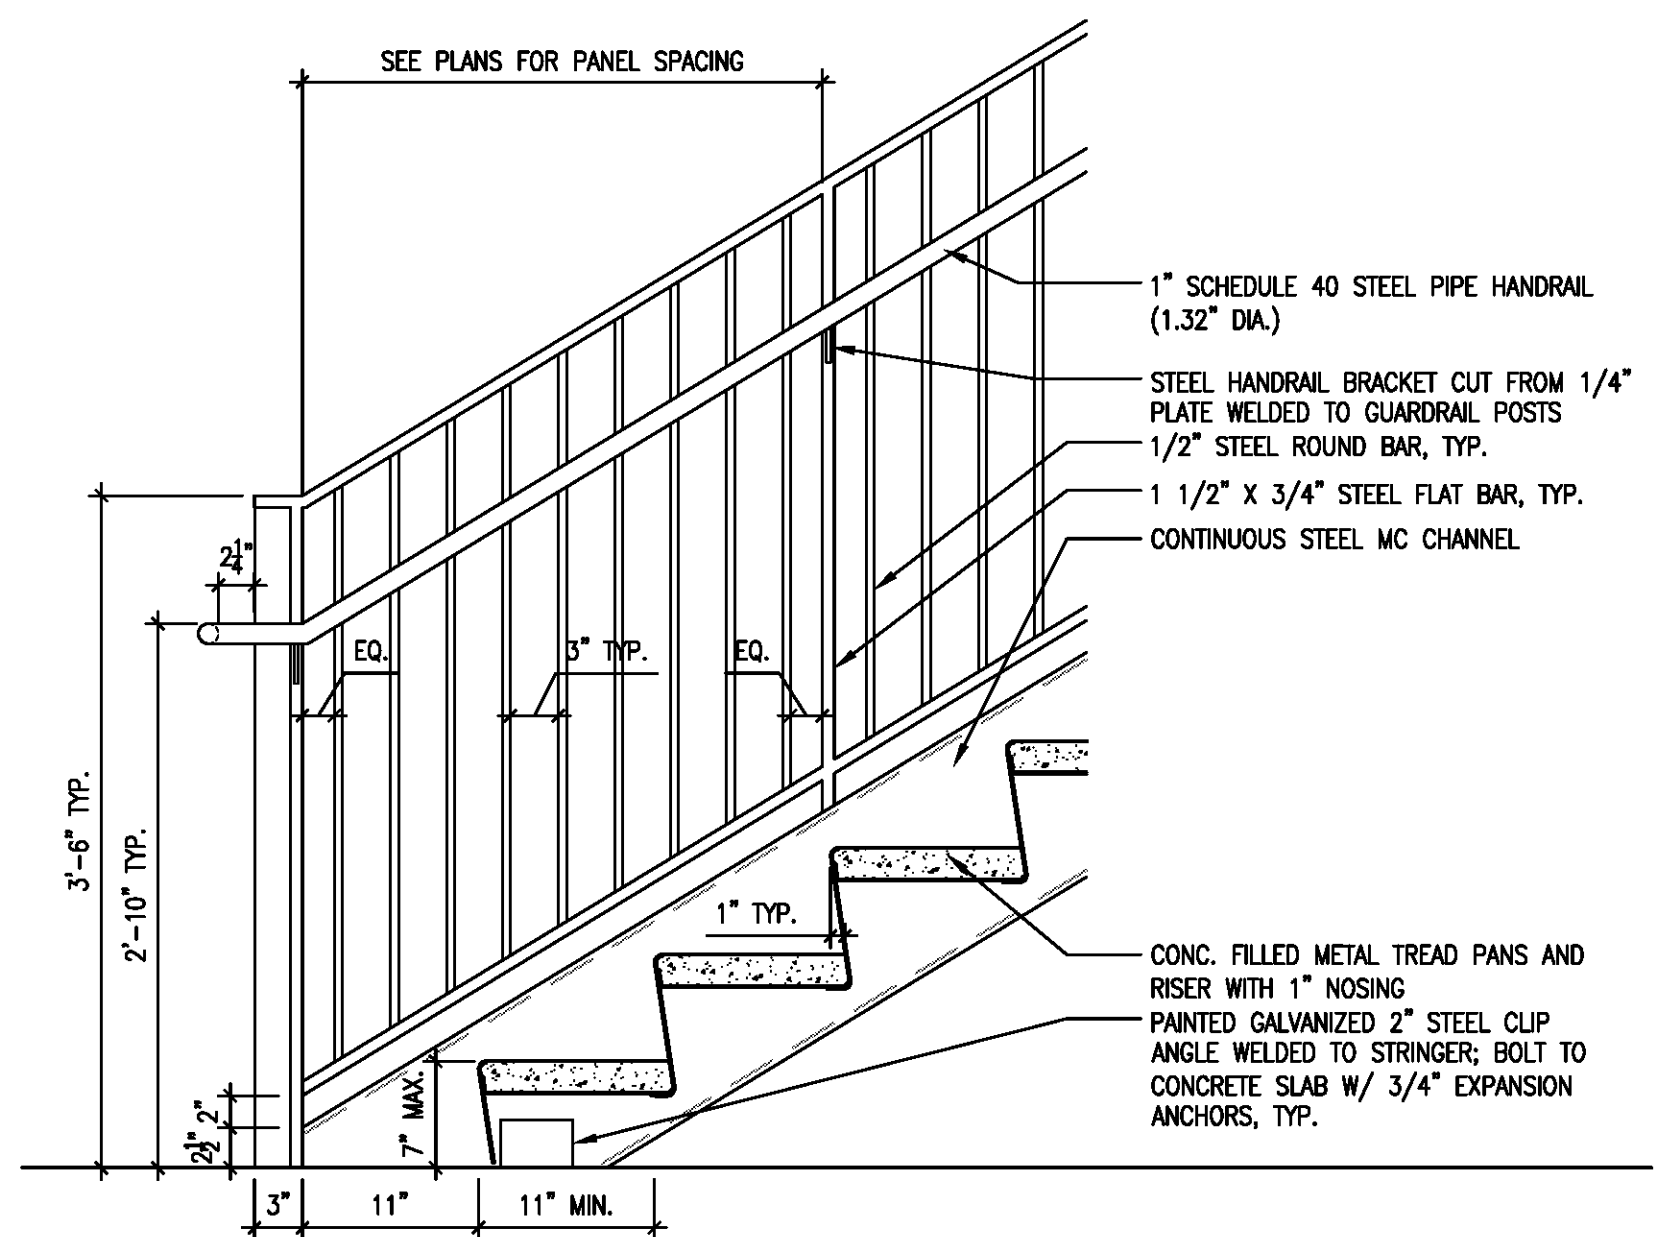 SEE PLANS FOR PANEL SPACING
1" SCHEDULE 40 STEEL PIPE HANDRAIL
(1.32" DIA.)
STEEL HANDRAIL BRACKET CUT FROM 1/4"
PLATE WELDED TO GUARDRAIL POSTS
1/2" STEEL ROUND BAR, TYP.
1 1/2" X 3/4" STEEL FLAT BAR, TYP.
CONTINUOUS STEEL MC CHANNEL
2 1/4"
EQ.
3" TYP.
EQ.
3'-6" TYP.
2'-10" TYP.
1" TYP.
CONC. FILLED METAL TREAD PANS AND
RISER WITH 1" NOSING
PAINTED GALVANIZED 2" STEEL CLIP
ANGLE WELDED TO STRINGER; BOLT TO
CONCRETE SLAB W/ 3/4" EXPANSION
ANCHORS, TYP.
7" MAX.
2"
2 1/2"
3"
11"
11" MIN.